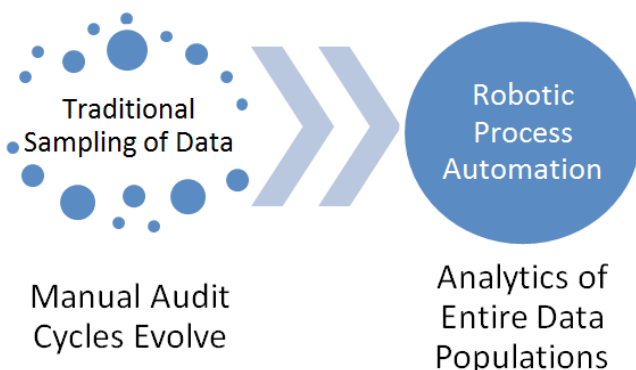 Traditional
Sampling of Data
Robotic
Process
Automation
Manual Audit
Cycles Evolve
Analytics of
Entire Data
Populations